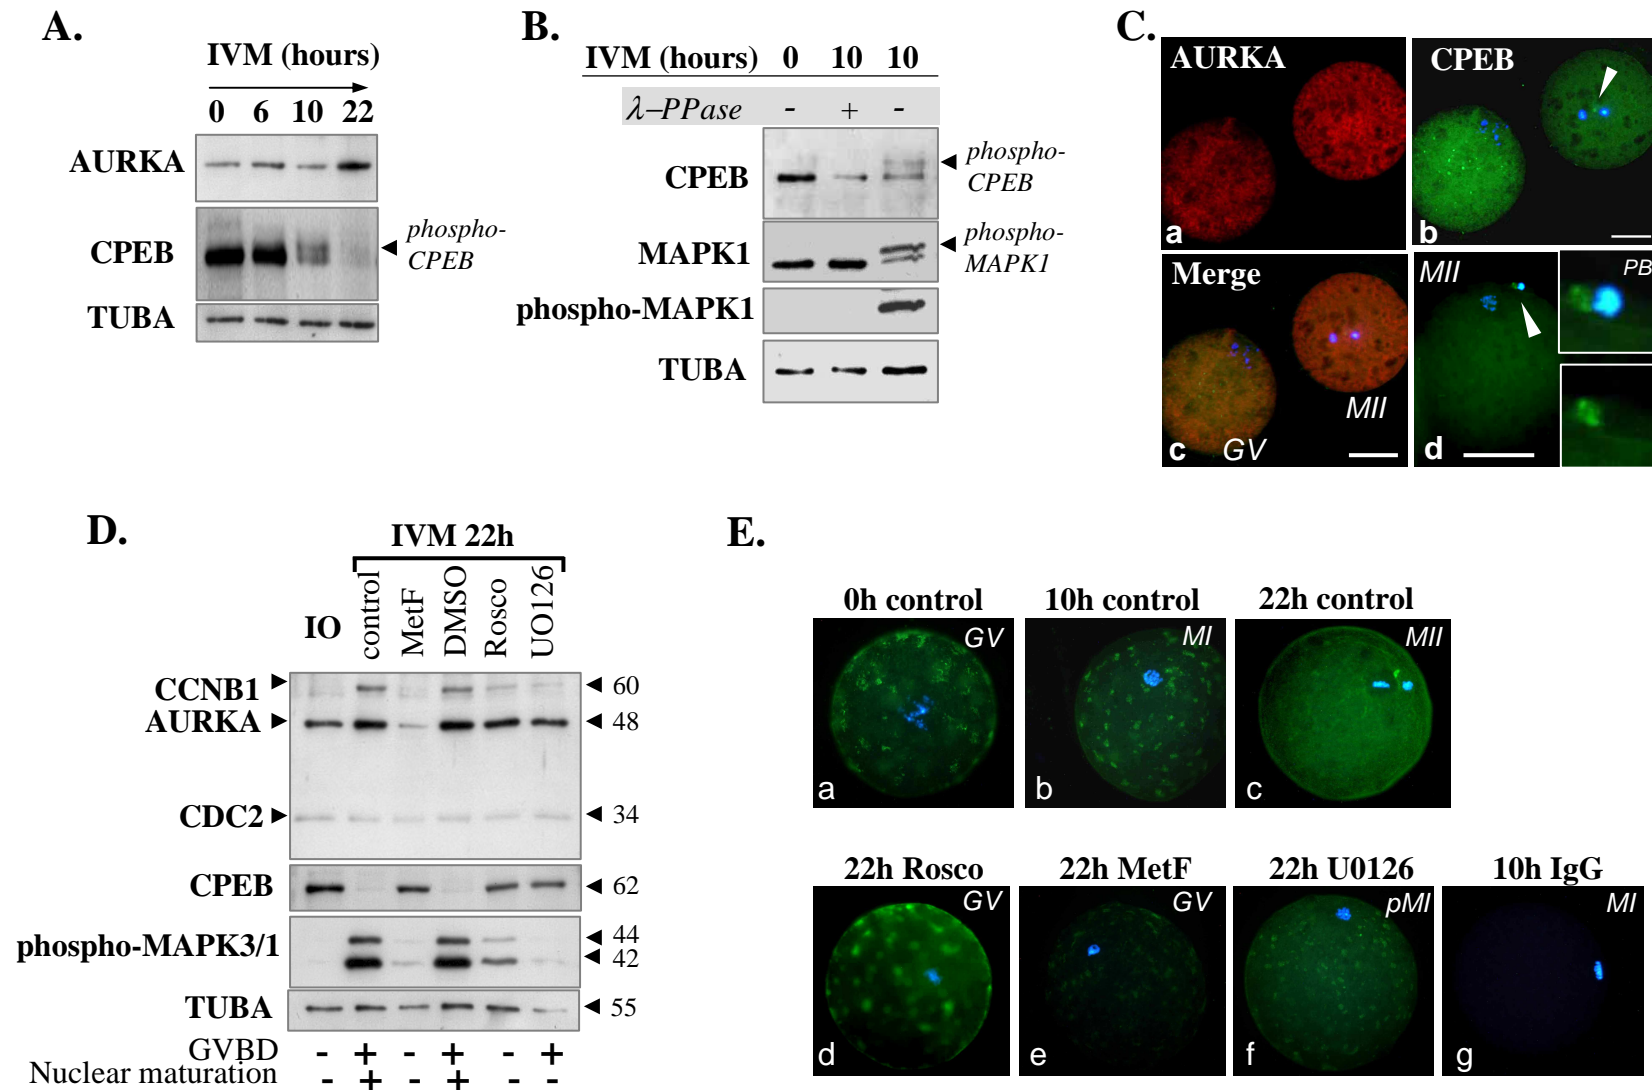 A.
IVM (hours)
0 6 10 22
AURKA
CPEB
phospho-
CPEB
TUBA
B.
IVM (hours) 0 10 10
λ–PPase - + -
CPEB
phospho-
CPEB
MAPK1
phospho-
MAPK1
phospho-MAPK1
TUBA
C.
AURKA
a
CPEB
b
Merge
MII
c GV
MII
PB
d
D.
IVM 22h
IO control MetF DMSO Rosco UO126
CCNB1 60
AURKA 48
CDC2 34
CPEB 62
phospho-MAPK3/1 44
42
TUBA 55
GVBD - + - + - +
Nuclear maturation - + - + - -
E.
0h control 10h control 22h control
GV MI MII
a b c
22h Rosco 22h MetF 22h U0126 10h IgG
GV GV pMI MI
d e f g